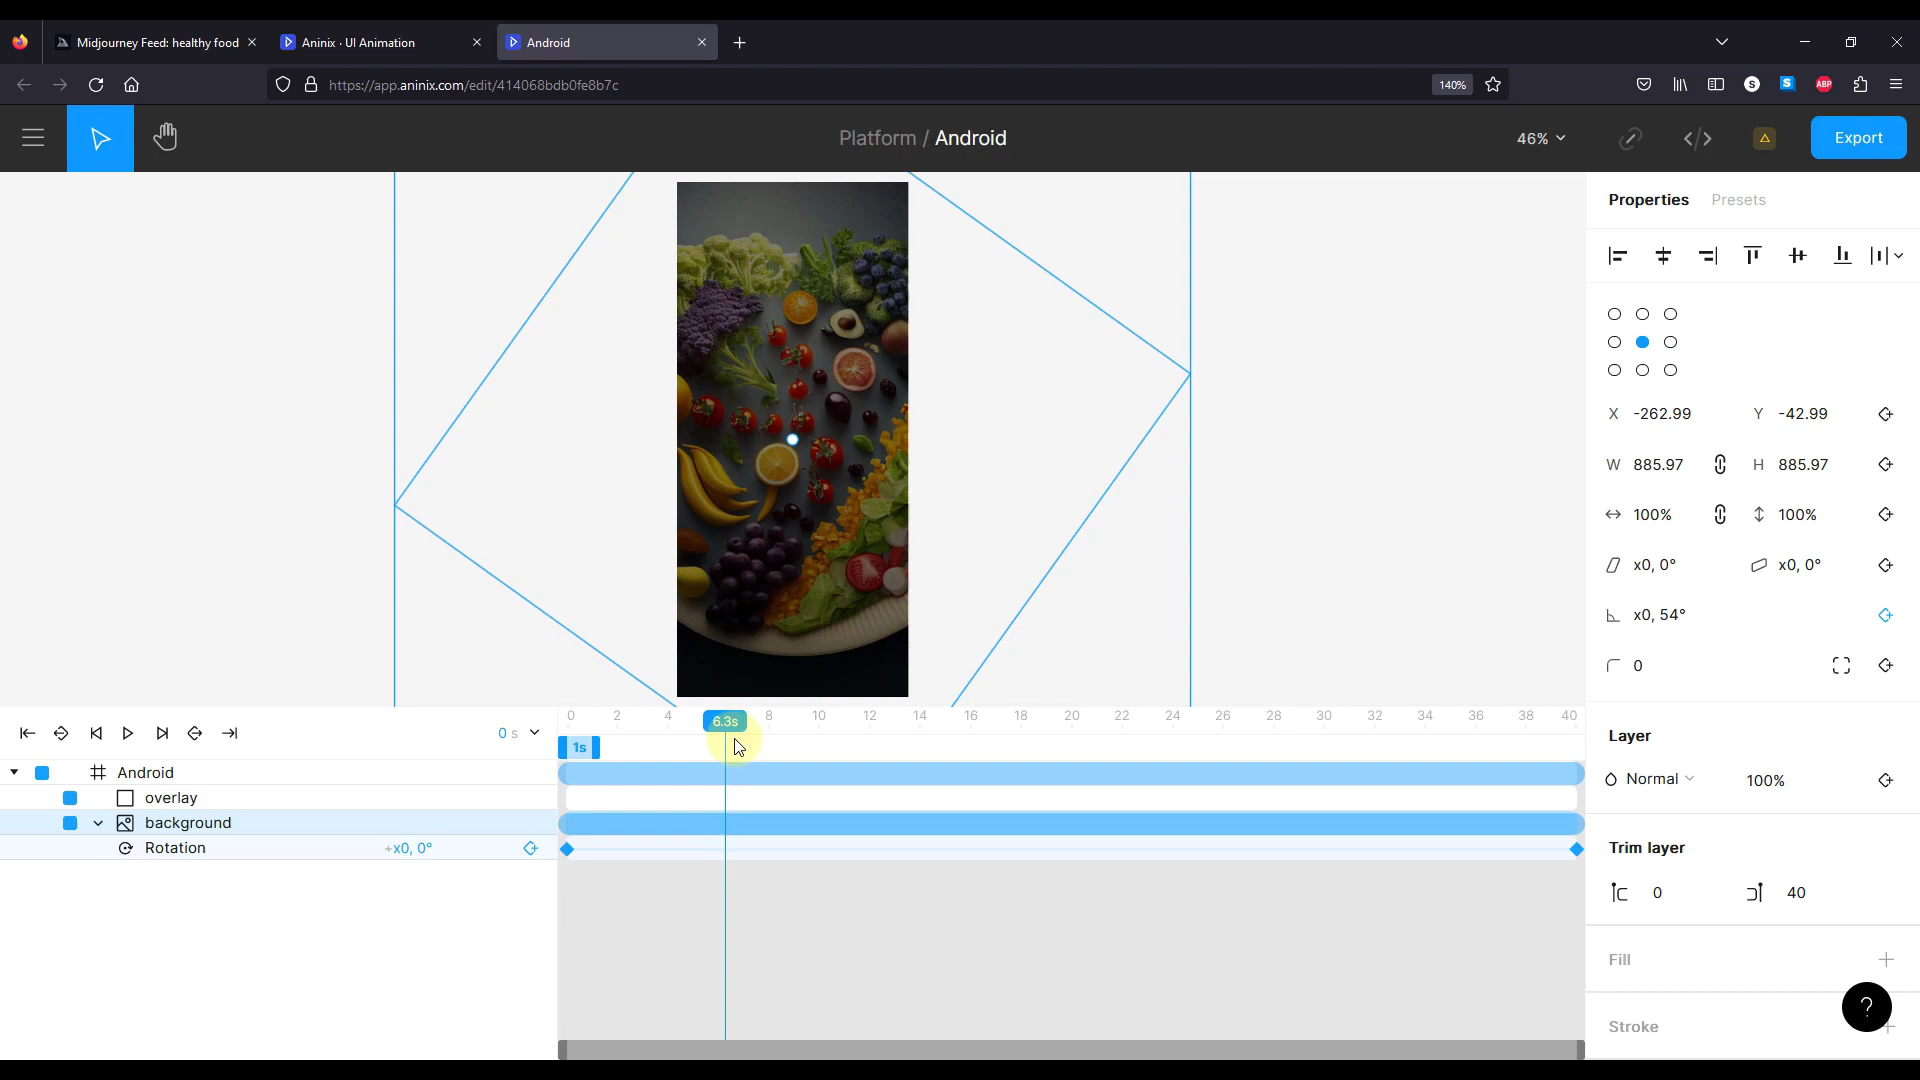 Midjourney Feed: healthy food
Aninix · UI Animation
Android
https://app.aninix.com/edit/414068bdb0fe8b7c
140%
S
S
ABP
Platform / Android
46%
Export
Properties
Presets
X -262.99
Y -42.99
W 885.97
H 885.97
100%
100%
x0, 0°
x0, 0°
x0, 54°
0
0 s
0 2 4 6.3s 8 10 12 14 16 18 20 22 24 26 28 30 32 34 36 38 40
1s
Layer
Android
Normal
100%
overlay
background
Rotation
+x0, 0°
Trim layer
0
40
Fill
?
Stroke